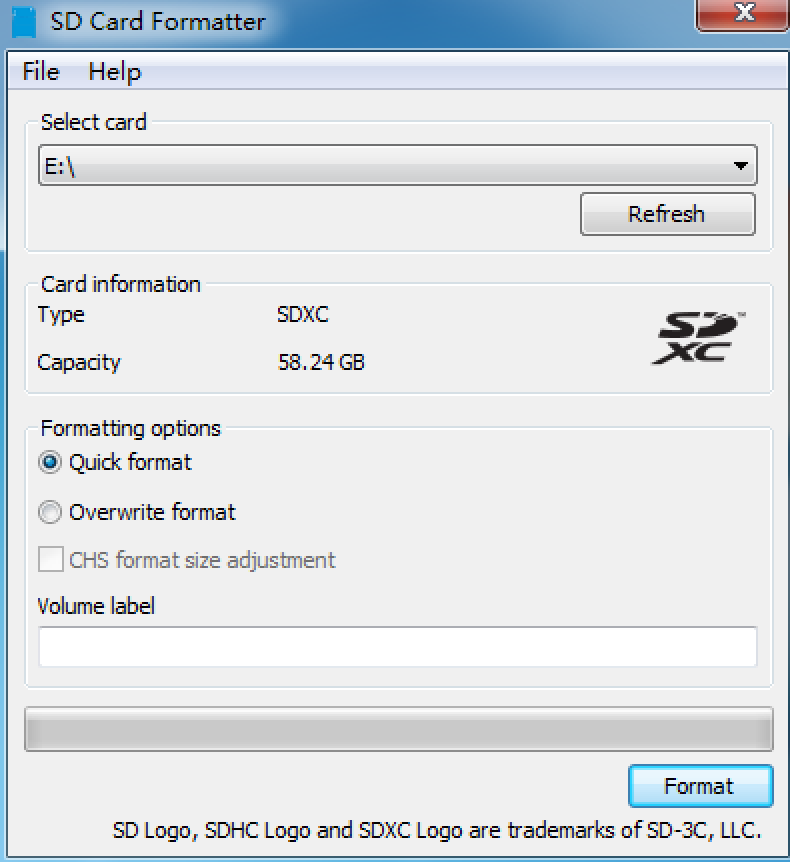 SD Card Formatter
File Help
Select card
E:\
Refresh
Card information
Type SDXC
SD XC™
Capacity 58.24 GB
Formatting options
Quick format
Overwrite format
CHS format size adjustment
Volume label
Format
SD Logo, SDHC Logo and SDXC Logo are trademarks of SD-3C, LLC.